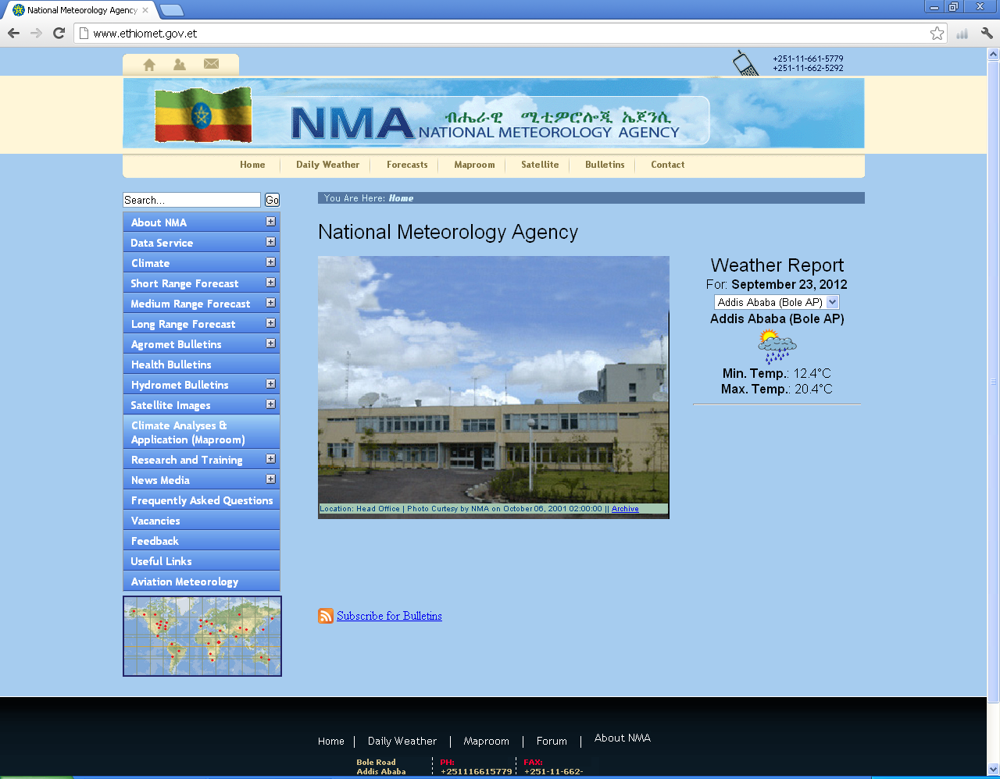 National Meteorology Agency
www.ethiomet.gov.et
+251-11-661-5779
+251-11-662-5292
NMA ብሔራዊ ሚቲዎሮሎጂ ኤጀንሲ
NATIONAL METEOROLOGY AGENCY
Home Daily Weather Forecasts Maproom Satellite Bulletins Contact
Search... Go
You Are Here: Home
About NMA
Data Service
Climate
Short Range Forecast
Medium Range Forecast
Long Range Forecast
Agromet Bulletins
Health Bulletins
Hydromet Bulletins
Satellite Images
Climate Analyses &
Application (Maproom)
Research and Training
News Media
Frequently Asked Questions
Vacancies
Feedback
Useful Links
Aviation Meteorology
National Meteorology Agency
Location: Head Office | Photo Curtesy by NMA on October 06, 2001 02:00:00 || Archive
Weather Report
For: September 23, 2012
Addis Ababa (Bole AP)
Addis Ababa (Bole AP)
Min. Temp.: 12.4°C
Max. Temp.: 20.4°C
Subscribe for Bulletins
Home | Daily Weather | Maproom | Forum | About NMA
Bole Road PH: FAX:
Addis Ababa +251116615779 +251-11-662-